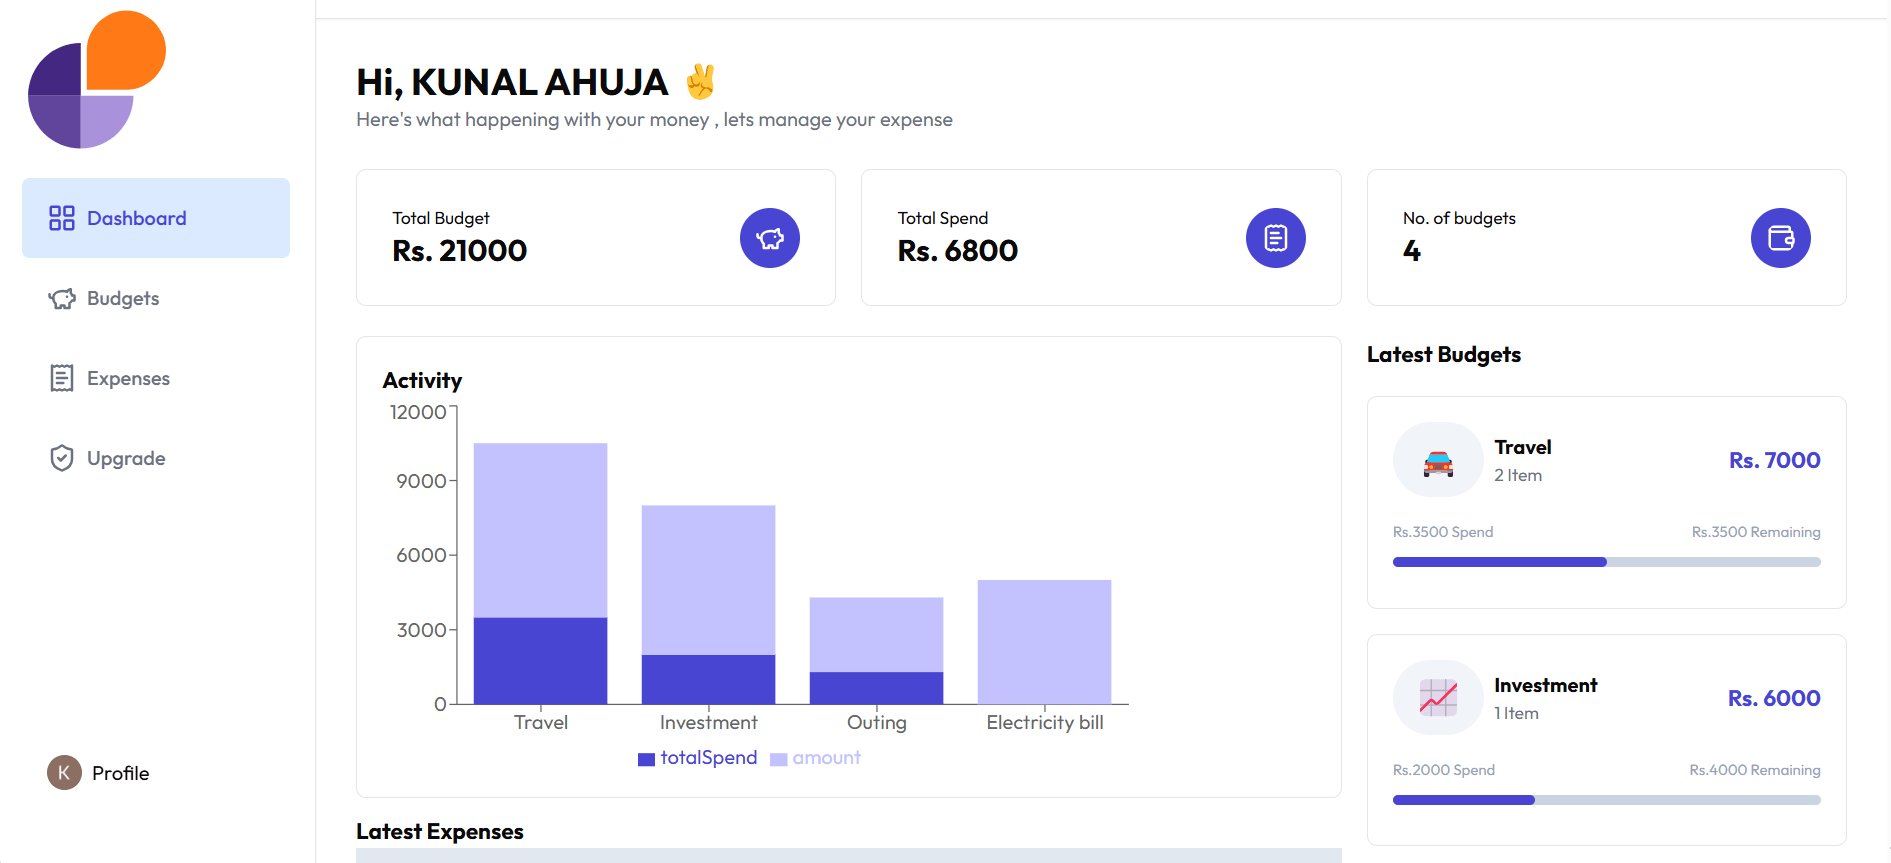 Hi, KUNAL AHUJA ✌️
Here's what happening with your money , lets manage your expense
Dashboard
Budgets
Expenses
Upgrade
K Profile
Total Budget
Rs. 21000
Total Spend
Rs. 6800
No. of budgets
4
Activity
12000
9000
6000
3000
0
Travel Investment Outing Electricity bill
totalSpend amount
Latest Expenses
Latest Budgets
Travel
2 Item
Rs. 7000
Rs.3500 Spend Rs.3500 Remaining
Investment
1 Item
Rs. 6000
Rs.2000 Spend Rs.4000 Remaining